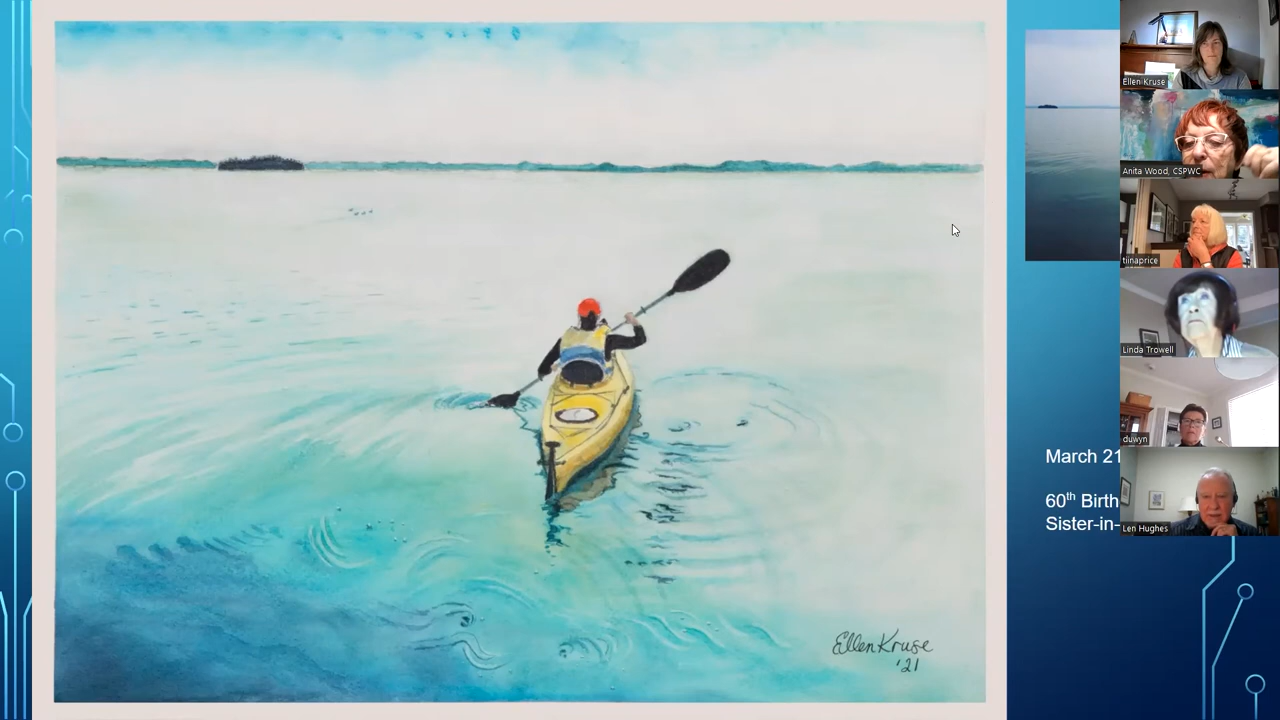 Ellen Kruse
'21
March 21
60th Birth
Sister-in-
Ellen Kruse
Anita Wood, CSPWC
tiinaprice
Linda Trowell
duwyn
Len Hughes